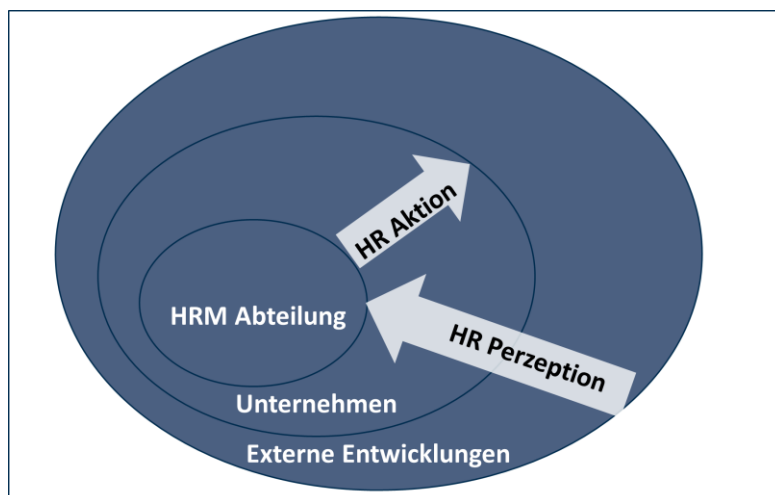 HR Aktion
HRM Abteilung
HR Perzeption
Unternehmen
Externe Entwicklungen